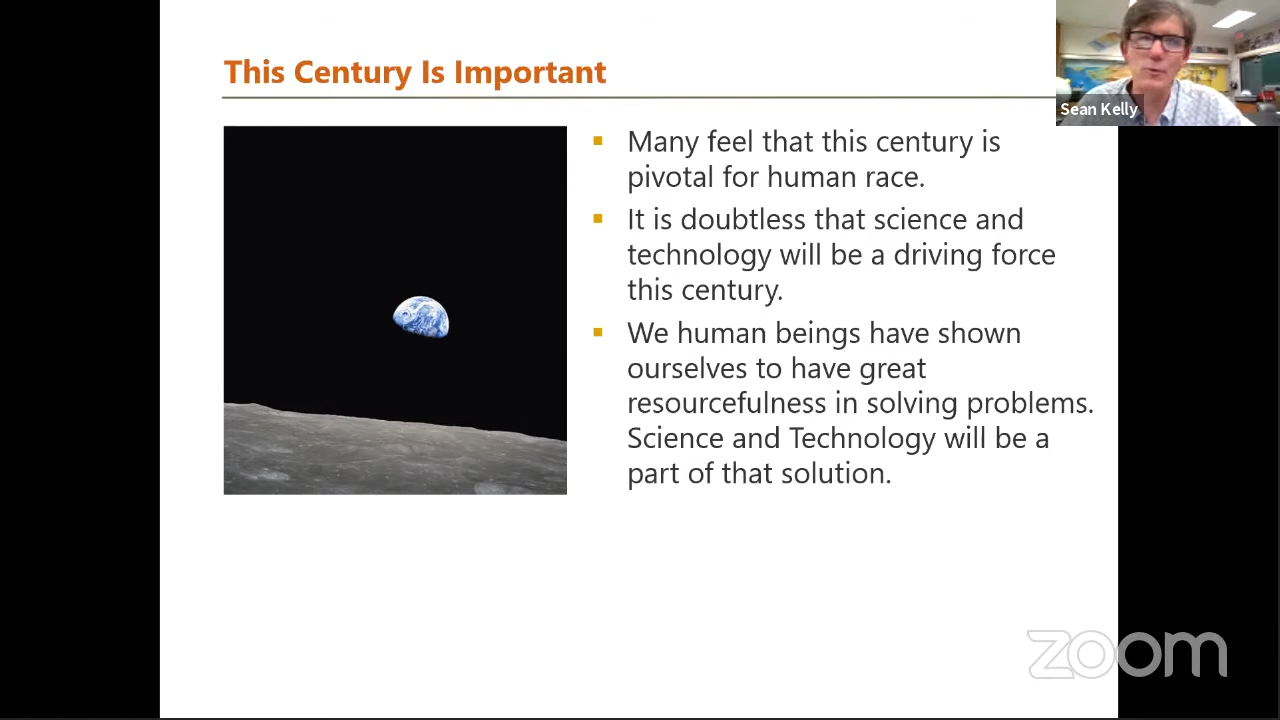 This Century Is Important
Sean Kelly
Many feel that this century is
pivotal for human race.
It is doubtless that science and
technology will be a driving force
this century.
We human beings have shown
ourselves to have great
resourcefulness in solving problems.
Science and Technology will be a
part of that solution.
zoom